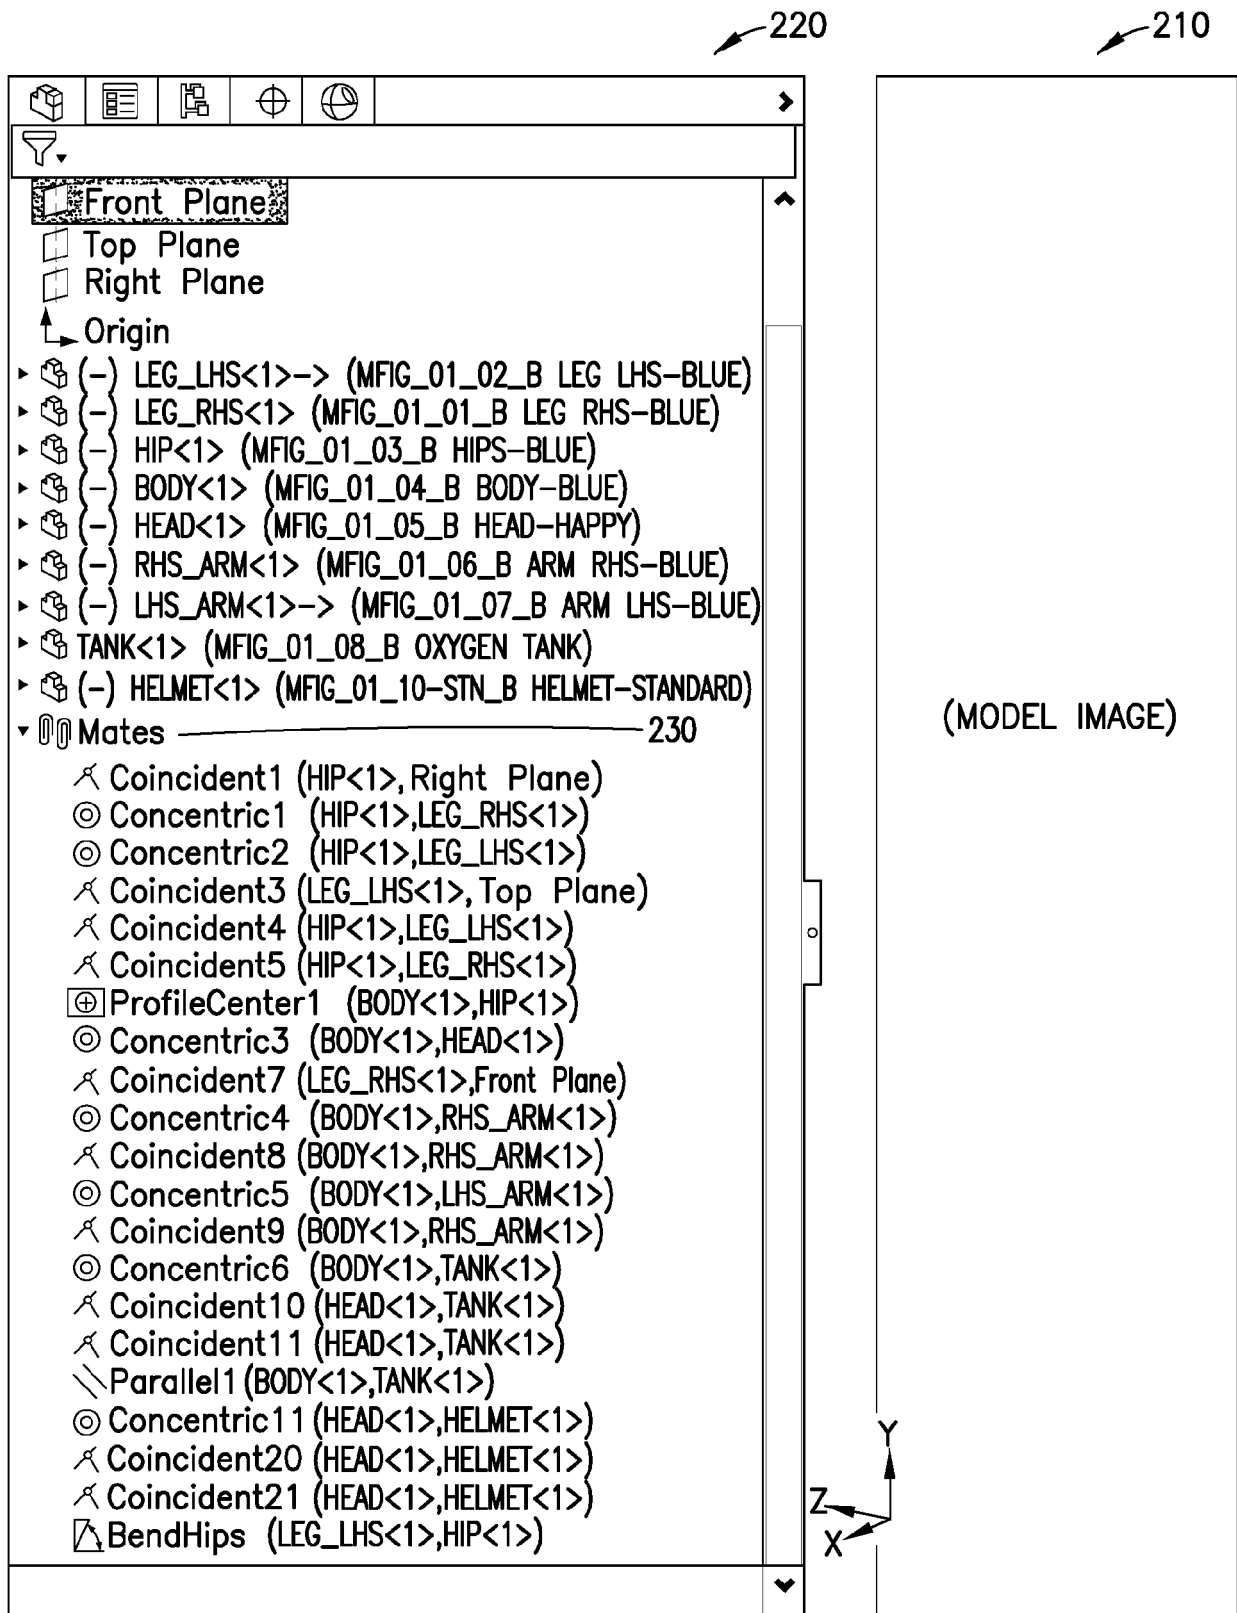 220
210
Front Plane
Top Plane
Right Plane
Origin
(-) LEG_LHS<1>-> (MFIG_01_02_B LEG LHS-BLUE)
(-) LEG_RHS<1> (MFIG_01_01_B LEG RHS-BLUE)
(-) HIP<1> (MFIG_01_03_B HIPS-BLUE)
(-) BODY<1> (MFIG_01_04_B BODY-BLUE)
(-) HEAD<1> (MFIG_01_05_B HEAD-HAPPY)
(-) RHS_ARM<1> (MFIG_01_06_B ARM RHS-BLUE)
(-) LHS_ARM<1>-> (MFIG_01_07_B ARM LHS-BLUE)
TANK<1> (MFIG_01_08_B OXYGEN TANK)
(-) HELMET<1> (MFIG_01_10-STN_B HELMET-STANDARD)
(MODEL IMAGE)
Mates 230
Coincident1 (HIP<1>,Right Plane)
Concentric1 (HIP<1>,LEG_RHS<1>)
Concentric2 (HIP<1>,LEG_LHS<1>)
Coincident3 (LEG_LHS<1>,Top Plane)
Coincident4 (HIP<1>,LEG_LHS<1>)
Coincident5 (HIP<1>,LEG_RHS<1>)
ProfileCenter1 (BODY<1>,HIP<1>)
Concentric3 (BODY<1>,HEAD<1>)
Coincident7 (LEG_RHS<1>,Front Plane)
Concentric4 (BODY<1>,RHS_ARM<1>)
Coincident8 (BODY<1>,RHS_ARM<1>)
Concentric5 (BODY<1>,LHS_ARM<1>)
Coincident9 (BODY<1>,RHS_ARM<1>)
Concentric6 (BODY<1>,TANK<1>)
Coincident10 (HEAD<1>,TANK<1>)
Coincident11 (HEAD<1>,TANK<1>)
Parallel1 (BODY<1>,TANK<1>)
Concentric11 (HEAD<1>,HELMET<1>)
Coincident20 (HEAD<1>,HELMET<1>)
Coincident21 (HEAD<1>,HELMET<1>)
BendHips (LEG_LHS<1>,HIP<1>)
Y
Z
X